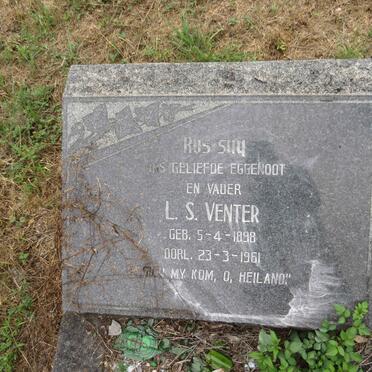 RUS SAG
ONS GELIEFDE EGGENOOT
EN VADER
L. S. VENTER
GEB. 5-4-1898
OORL. 23-3-1961
MY KOM, O, HEILAND."